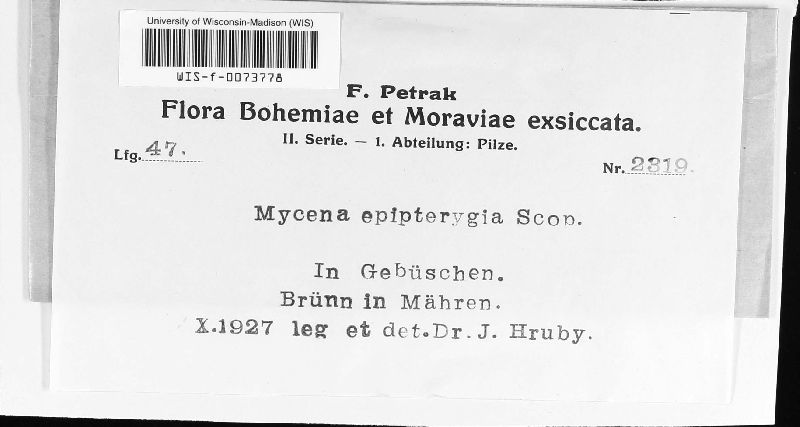 University of Wisconsin-Madison (WIS)
WIS-f-0073778
F. Petrak
Flora Bohemiae et Moraviae exsiccata.
II. Serie. — 1. Abteilung: Pilze.
Lfg. 47.
Nr. 2319.
Mycena epipterygia Scop.
In Gebüschen.
Brünn in Mähren.
X.1927 leg et det.Dr.J. Hruby.